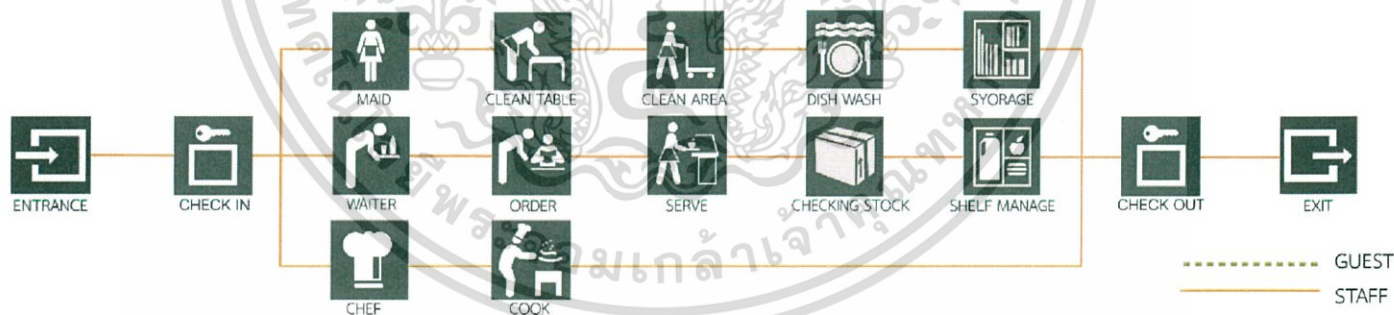 MAID
CLEAN TABLE
CLEAN AREA
DISH WASH
SYORAGE
ENTRANCE
CHECK IN
WAITER
ORDER
SERVE
CHECKING STOCK
SHELF MANAGE
CHECK OUT
EXIT
CHEF
COOK
GUEST
STAFF